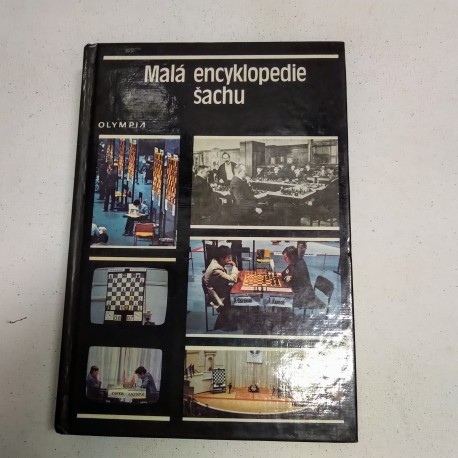 Malá encyklopedie
šachu
OLYMPIA